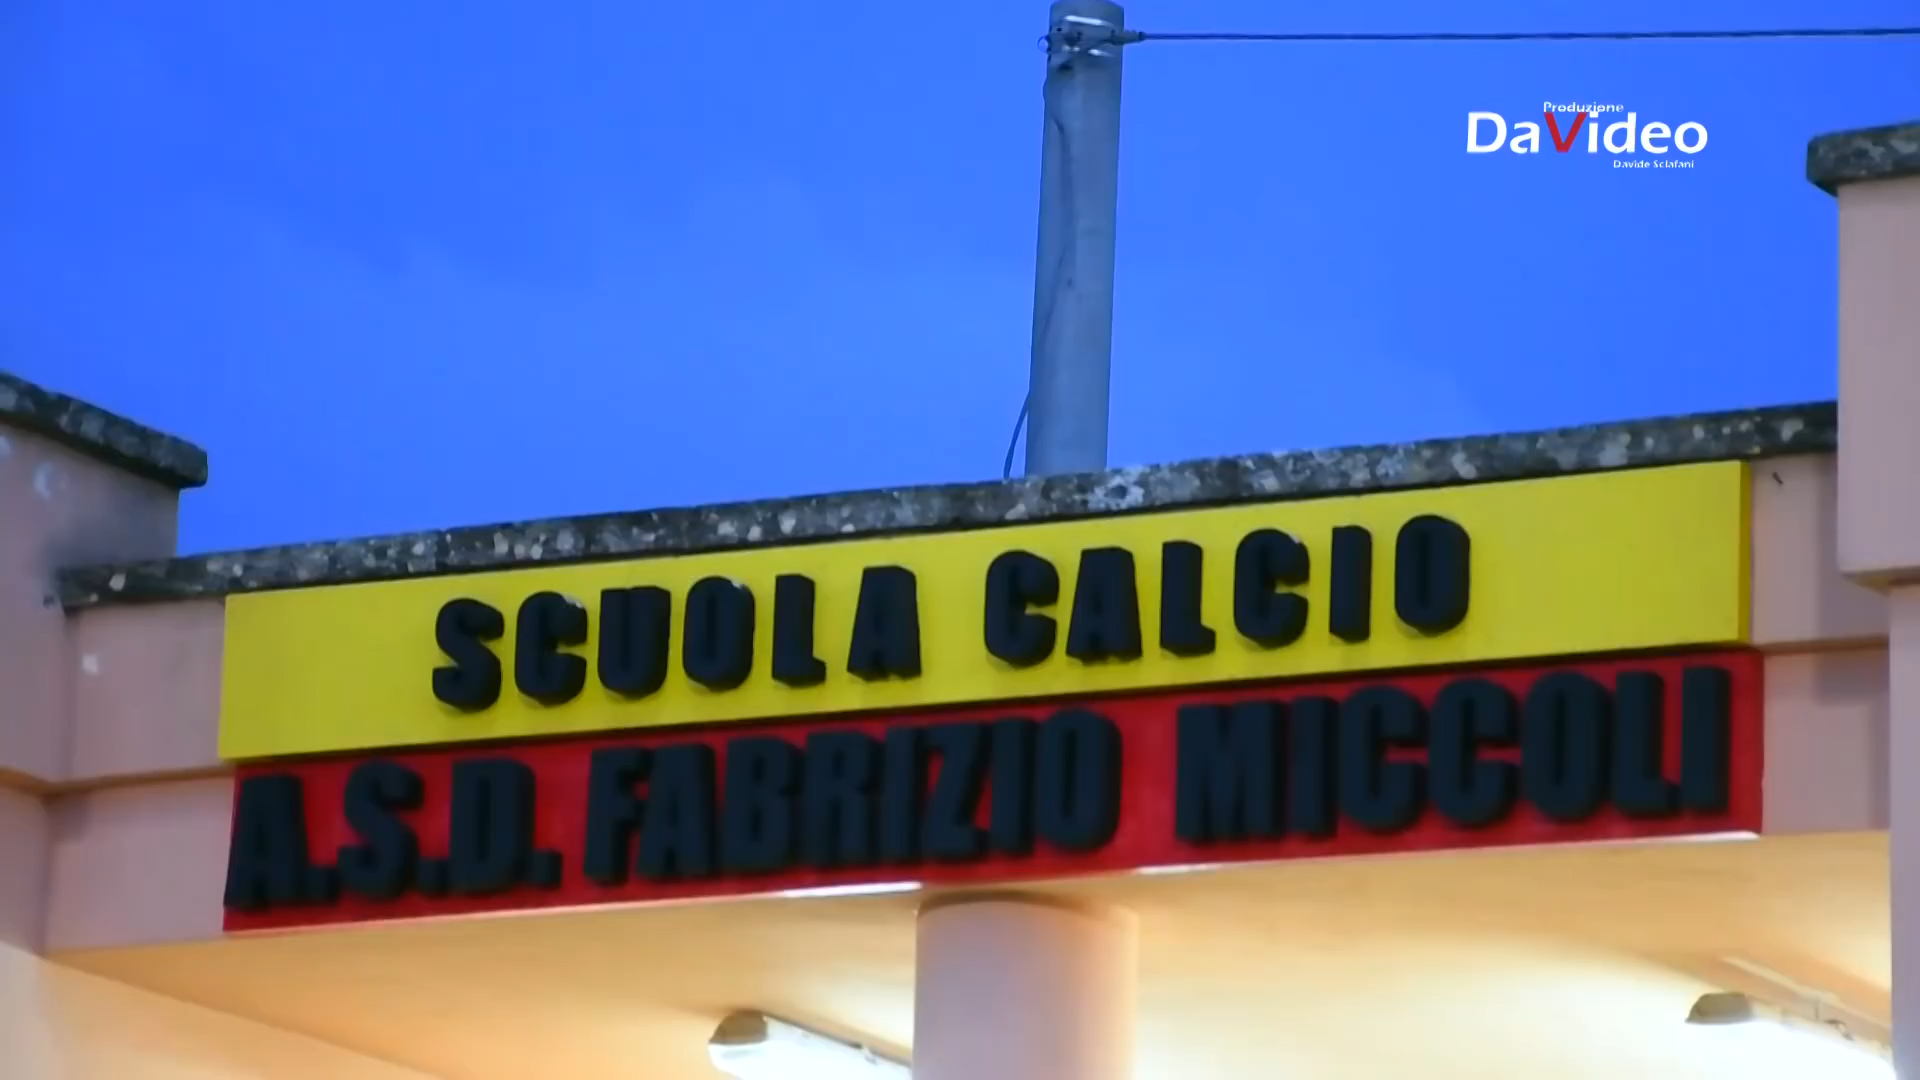 Produzione
DaVideo
Davide Sclafani
SCUOLA CALCIO
A.S.D. FABRIZIO MICCOLI